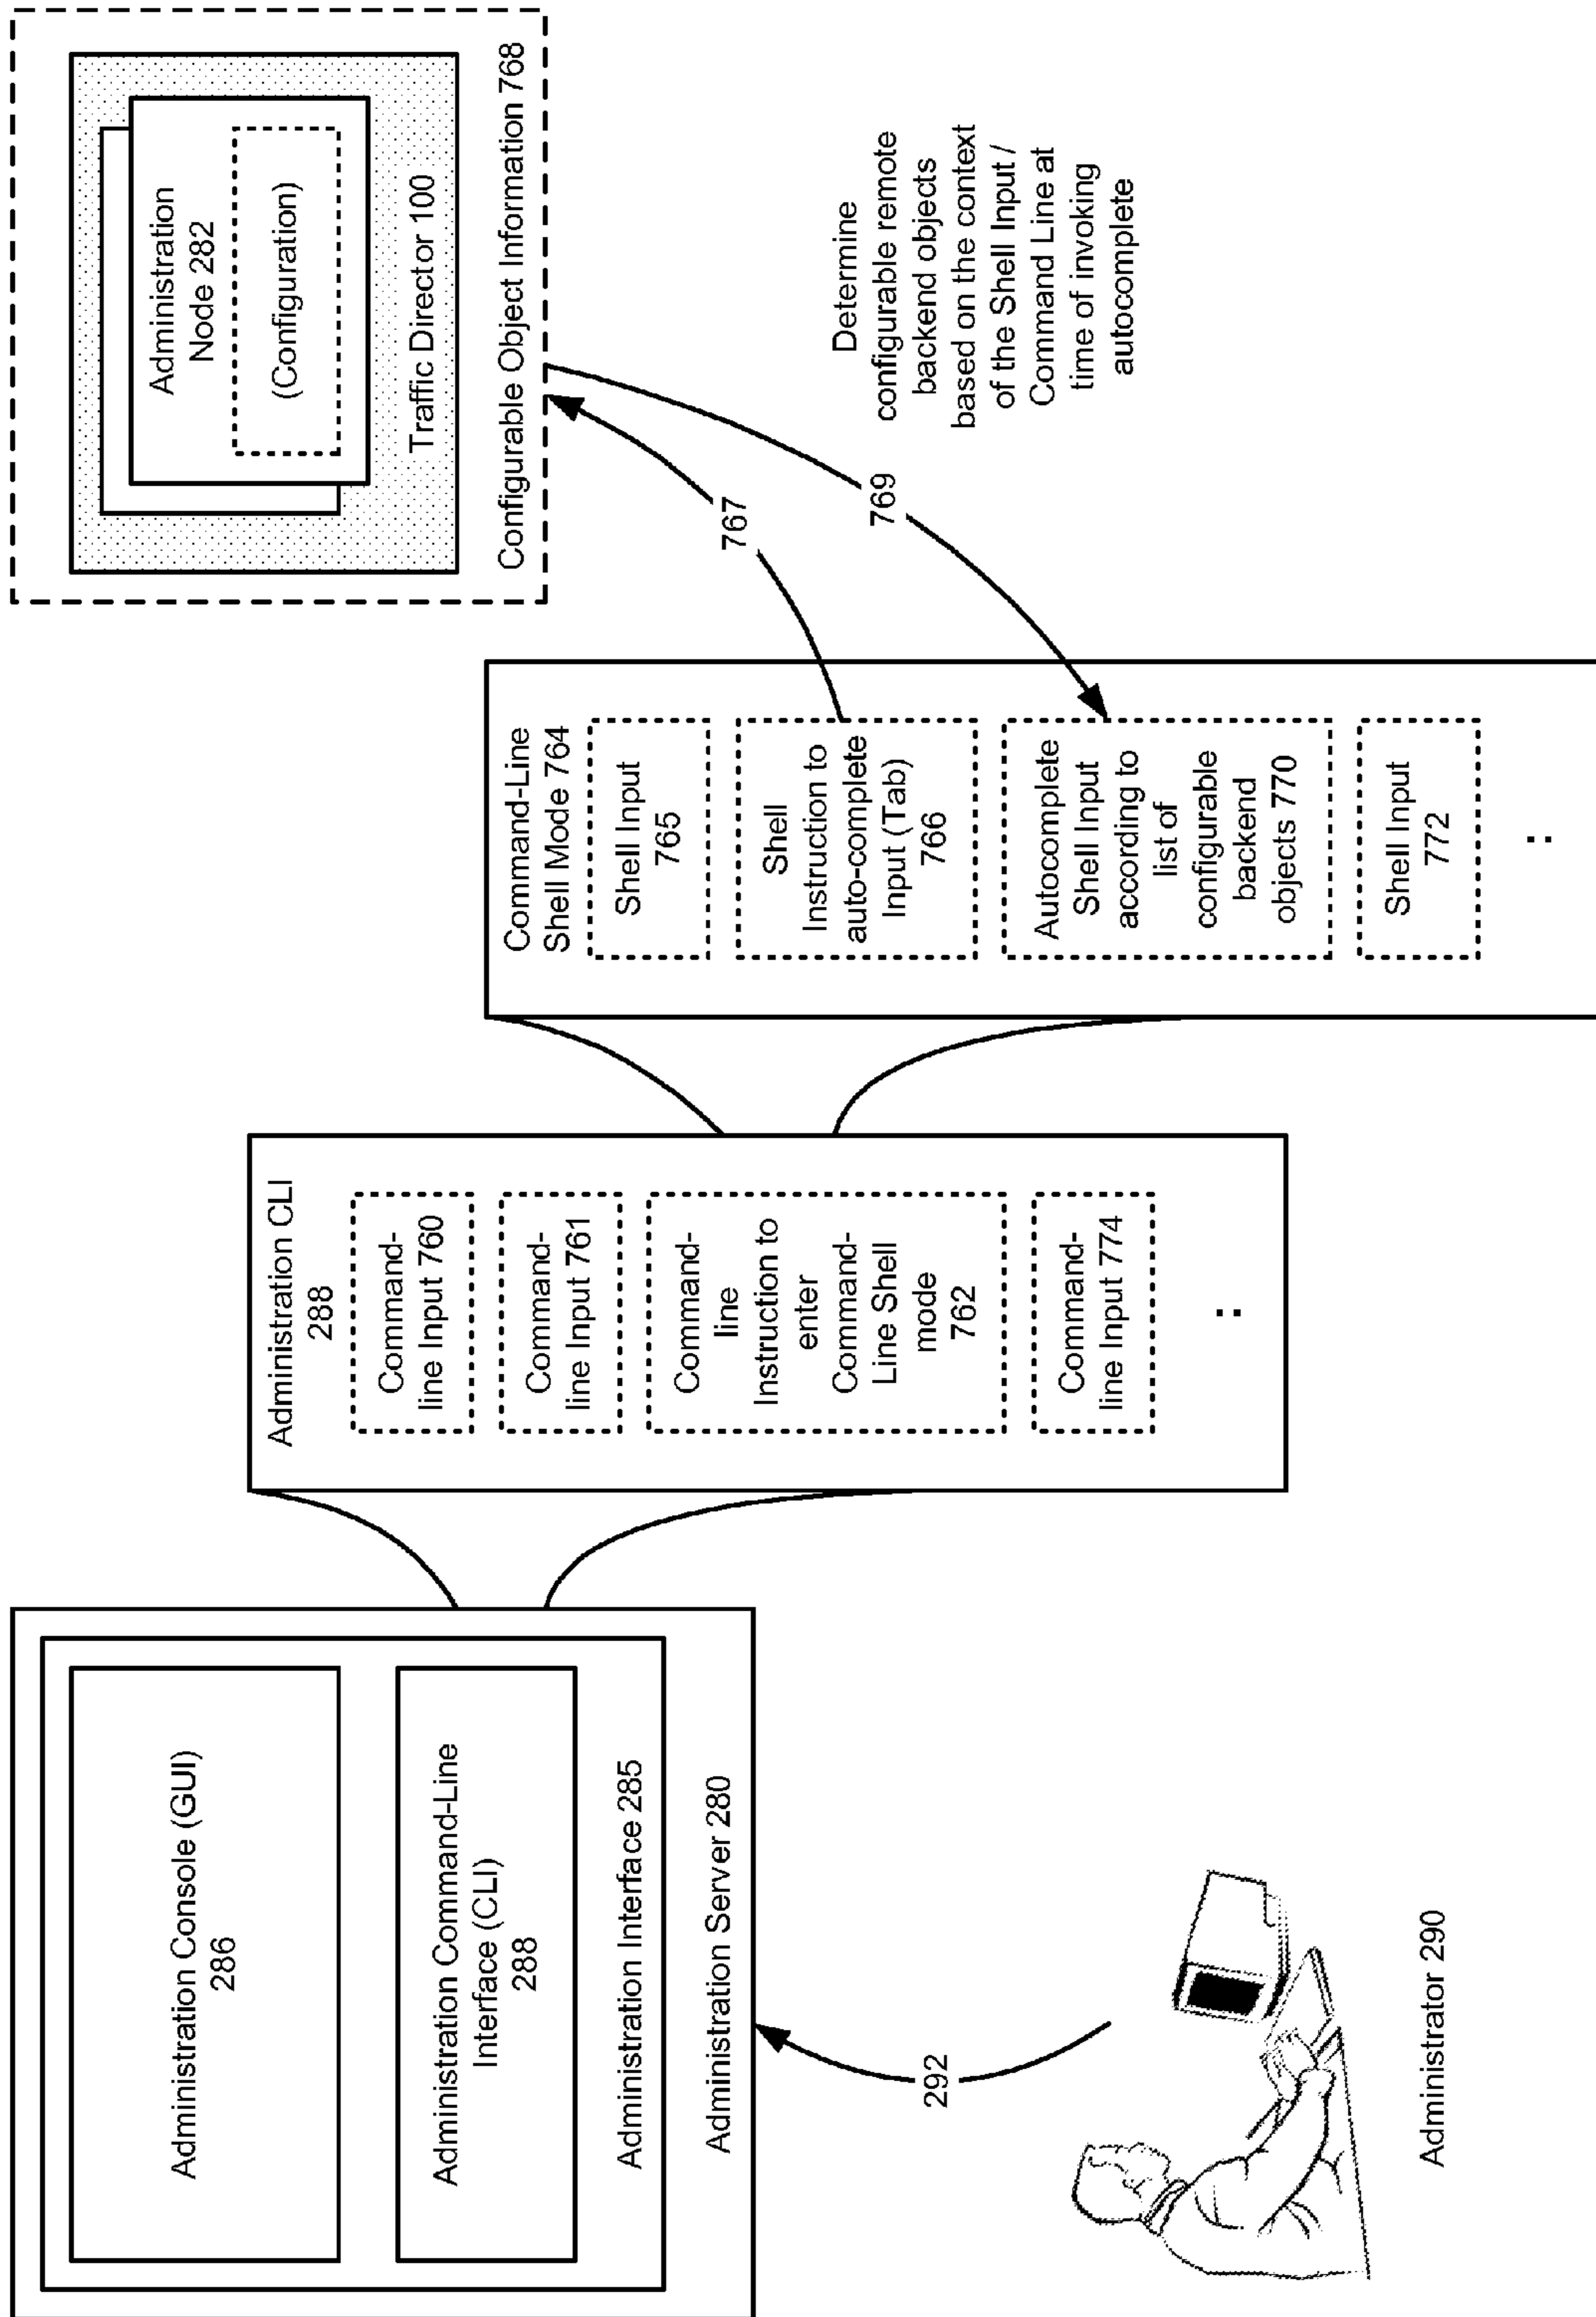 Administration Console (GUI)
286
Administration Command-Line
Interface (CLI)
288
Administration Interface 285
Administration Server 280
292
Administrator 290
Administration CLI
288
Command-
line Input 760
Command-
line Input 761
Command-
line
Instruction to
enter
Command-
Line Shell
mode
762
Command-
line Input 774
..
Command-Line
Shell Mode 764
Shell Input
765
Shell
Instruction to
auto-complete
Input (Tab)
766
Autocomplete
Shell Input
according to
list of
configurable
backend
objects 770
Shell Input
772
..
767
769
Administration
Node 282
(Configuration)
Traffic Director 100
Configurable Object Information 768
Determine
configurable remote
backend objects
based on the context
of the Shell Input /
Command Line at
time of invoking
autocomplete